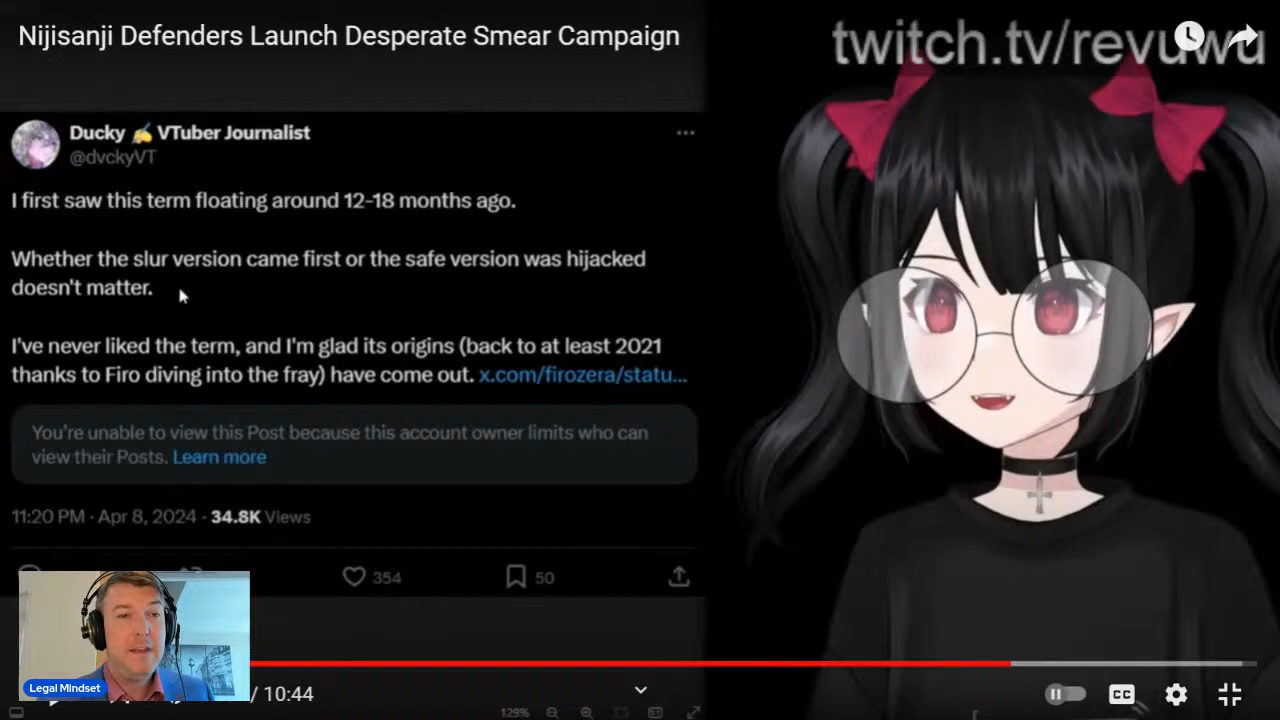 Nijisanji Defenders Launch Desperate Smear Campaign
twitch.tv/revuwu
Ducky ✍️ VTuber Journalist
@dvckyVT
I first saw this term floating around 12-18 months ago.
Whether the slur version came first or the safe version was hijacked
doesn't matter.
I've never liked the term, and I'm glad its origins (back to at least 2021
thanks to Firo diving into the fray) have come out. x.com/firozera/statu...
You're unable to view this Post because this account owner limits who can
view their Posts. Learn more
11:20 PM · Apr 8, 2024 · 34.8K Views
354
50
Legal Mindset
/ 10:44
CC
129%